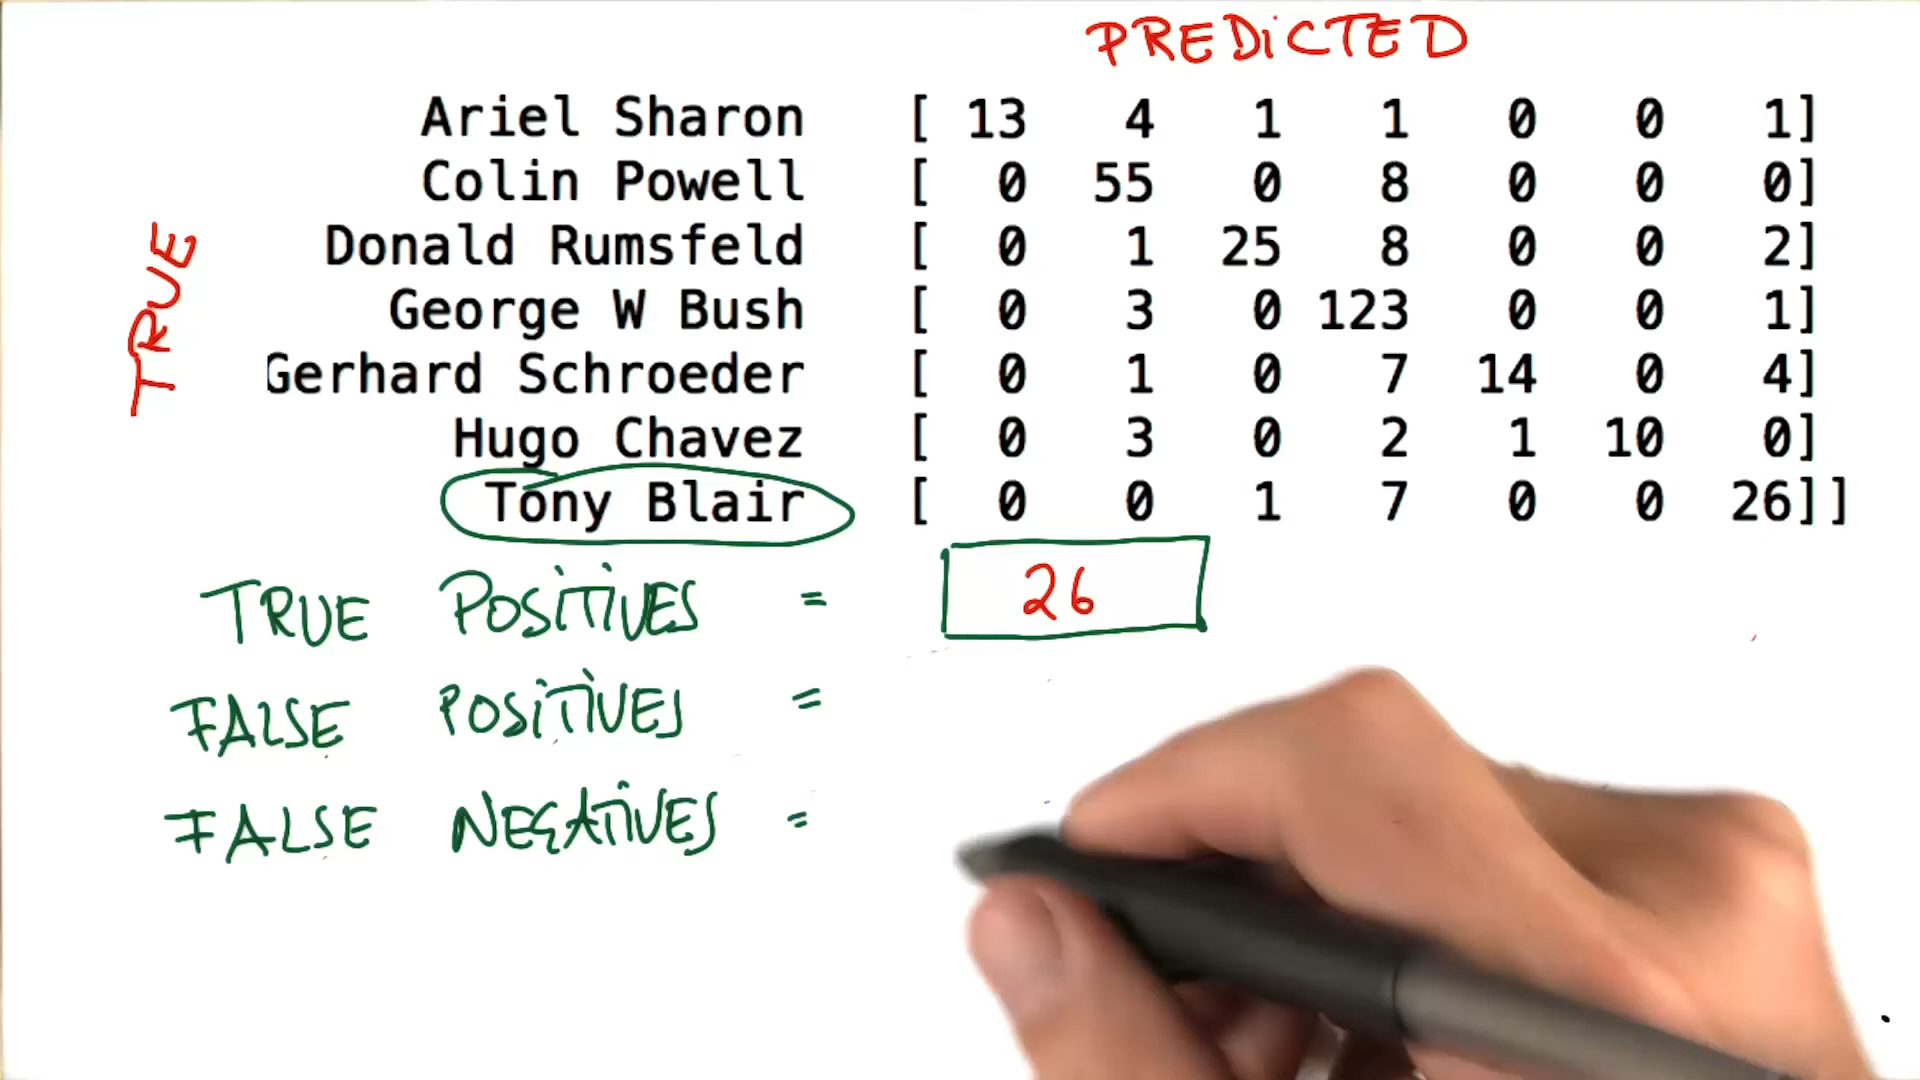 PREDICTED
TRUE
Ariel Sharon [ 13 4 1 1 0 0 1]
Colin Powell [ 0 55 0 8 0 0 0]
Donald Rumsfeld [ 0 1 25 8 0 0 2]
George W Bush [ 0 3 0 123 0 0 1]
Gerhard Schroeder [ 0 1 0 7 14 0 4]
Hugo Chavez [ 0 3 0 2 1 10 0]
Tony Blair [ 0 0 1 7 0 0 26]]
TRUE POSITIVES = 26
FALSE POSITIVES =
FALSE NEGATIVES =